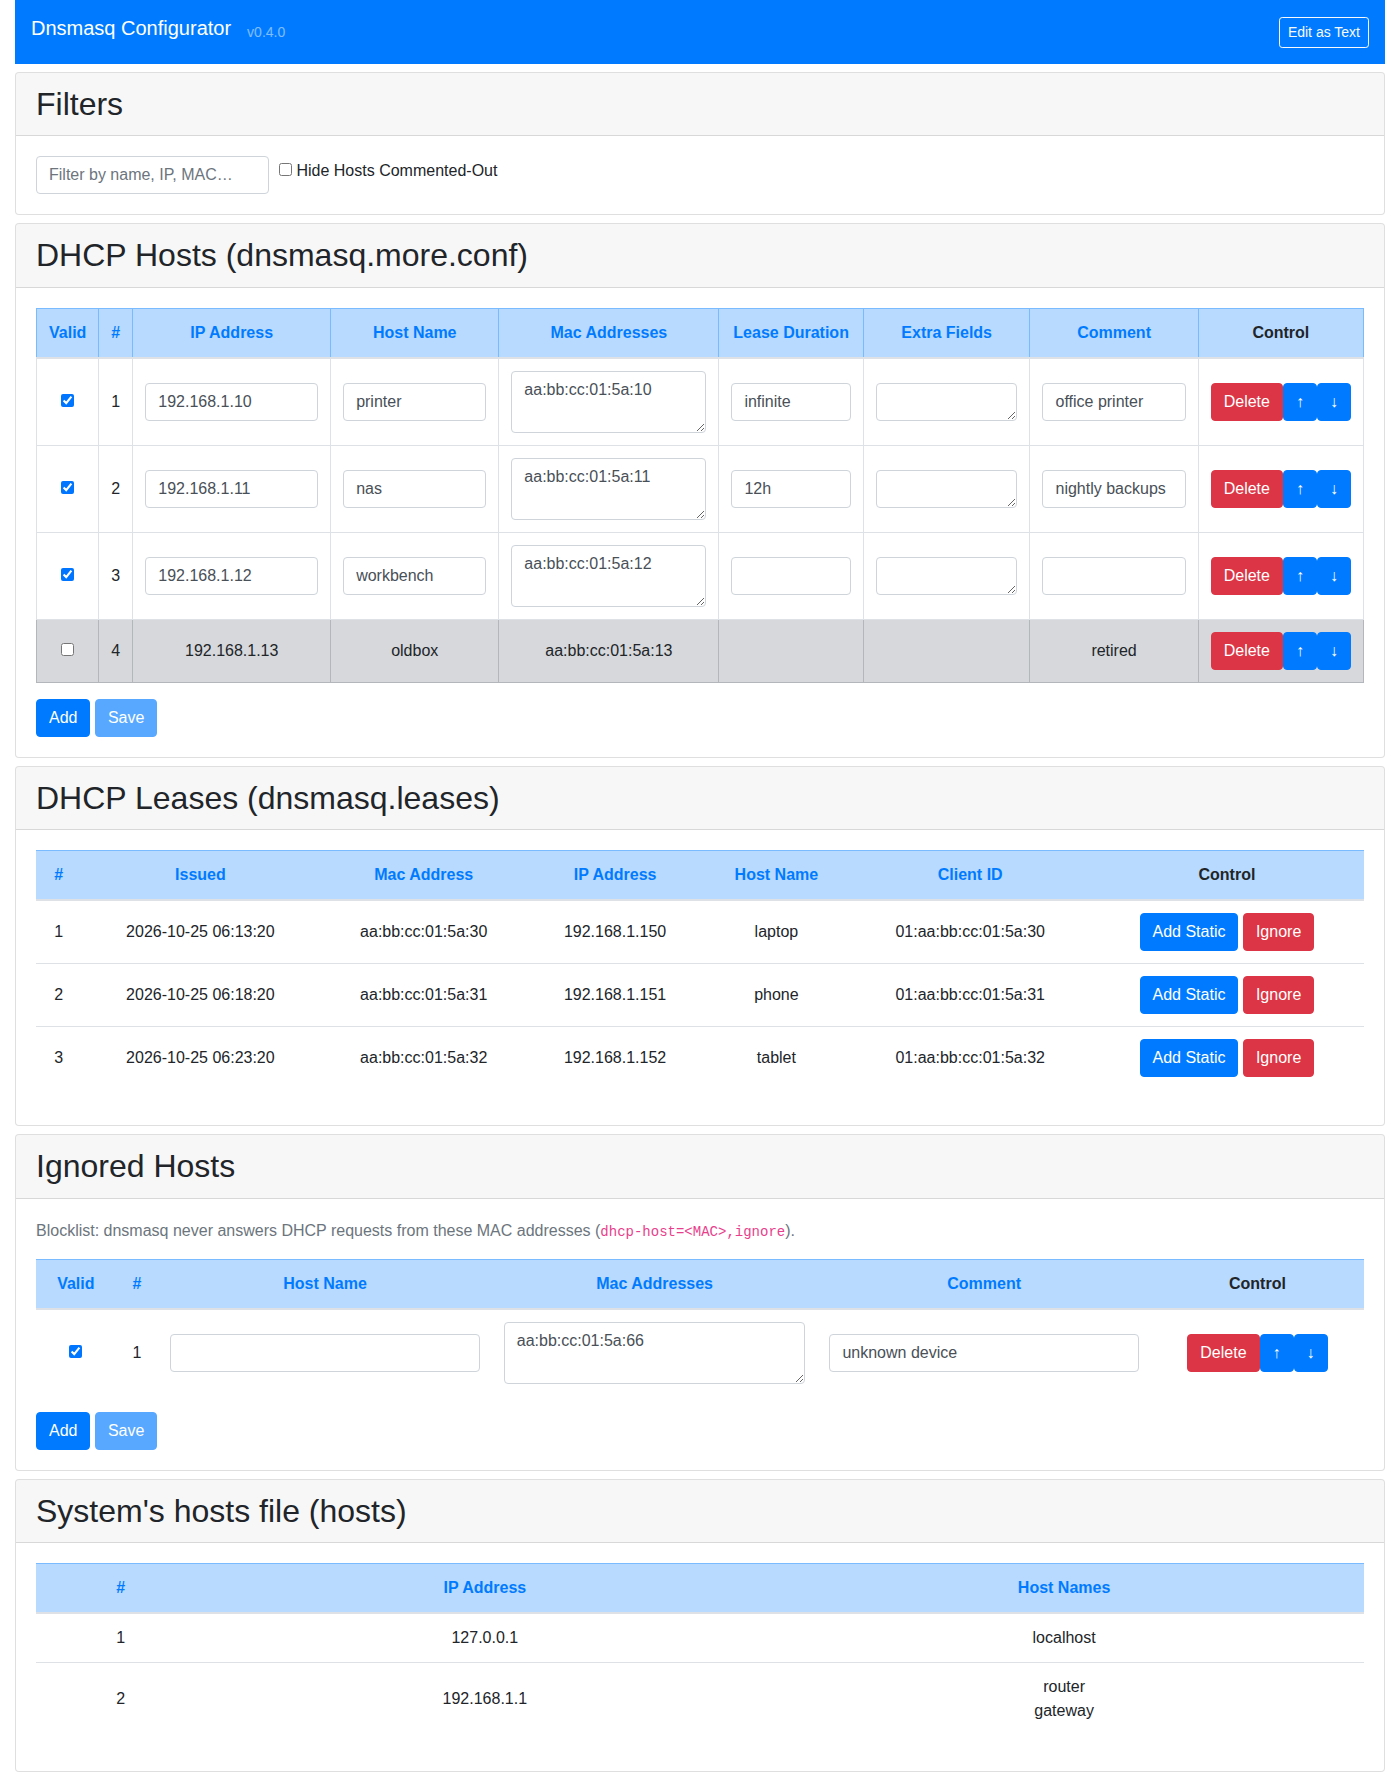 Dnsmasq Configurator v0.4.0 Edit as Text
Filters
Filter by name, IP, MAC… Hide Hosts Commented-Out
DHCP Hosts (dnsmasq.more.conf)
Valid # IP Address Host Name Mac Addresses Lease Duration Extra Fields Comment Control
1 192.168.1.10 printer aa:bb:cc:01:5a:10 infinite office printer Delete ↑ ↓
2 192.168.1.11 nas aa:bb:cc:01:5a:11 12h nightly backups Delete ↑ ↓
3 192.168.1.12 workbench aa:bb:cc:01:5a:12 Delete ↑ ↓
4 192.168.1.13 oldbox aa:bb:cc:01:5a:13 retired Delete ↑ ↓
Add Save
DHCP Leases (dnsmasq.leases)
# Issued Mac Address IP Address Host Name Client ID Control
1 2026-10-25 06:13:20 aa:bb:cc:01:5a:30 192.168.1.150 laptop 01:aa:bb:cc:01:5a:30 Add Static Ignore
2 2026-10-25 06:18:20 aa:bb:cc:01:5a:31 192.168.1.151 phone 01:aa:bb:cc:01:5a:31 Add Static Ignore
3 2026-10-25 06:23:20 aa:bb:cc:01:5a:32 192.168.1.152 tablet 01:aa:bb:cc:01:5a:32 Add Static Ignore
Ignored Hosts
Blocklist: dnsmasq never answers DHCP requests from these MAC addresses (dhcp-host=<MAC>,ignore).
Valid # Host Name Mac Addresses Comment Control
1 aa:bb:cc:01:5a:66 unknown device Delete ↑ ↓
Add Save
System's hosts file (hosts)
# IP Address Host Names
1 127.0.0.1 localhost
2 192.168.1.1 router
gateway